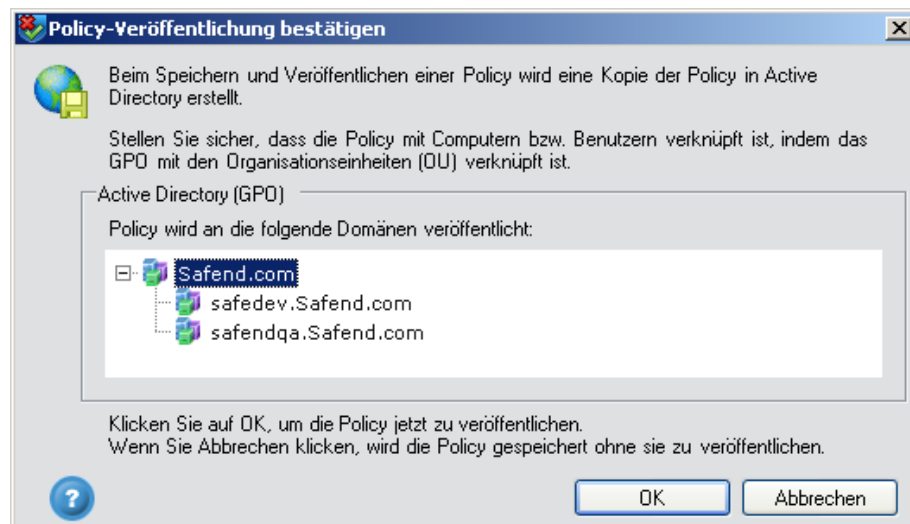 Policy-Veröffentlichung bestätigen
Beim Speichern und Veröffentlichen einer Policy wird eine Kopie der Policy in Active
Directory erstellt.
Stellen Sie sicher, dass die Policy mit Computern bzw. Benutzern verknüpft ist, indem das
GPO mit den Organisationseinheiten (OU) verknüpft ist.
Active Directory (GPO)
Policy wird an die folgende Domänen veröffentlicht:
Safend.com
safedev.Safend.com
safendqa.Safend.com
Klicken Sie auf OK, um die Policy jetzt zu veröffentlichen.
Wenn Sie Abbrechen klicken, wird die Policy gespeichert ohne sie zu veröffentlichen.
?
OK
Abbrechen